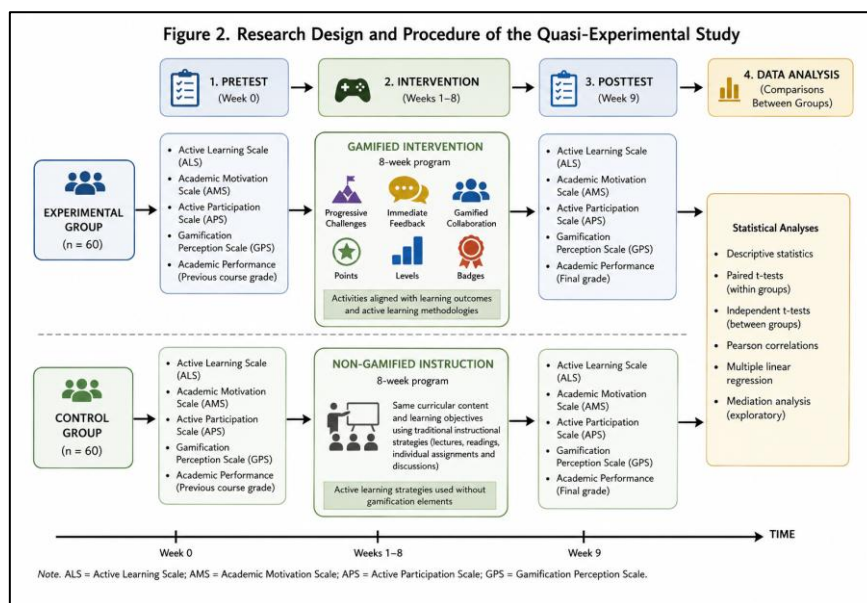 Figure 2. Research Design and Procedure of the Quasi-Experimental Study
1. PRETEST
(Week 0)
2. INTERVENTION
(Weeks 1–8)
3. POSTTEST
(Week 9)
4. DATA ANALYSIS
(Comparisons
Between Groups)
EXPERIMENTAL
GROUP
(n = 60)
• Active Learning Scale
(ALS)
• Academic Motivation
Scale (AMS)
• Active Participation
Scale (APS)
• Gamification
Perception Scale (GPS)
• Academic Performance
(Previous course grade)
GAMIFIED INTERVENTION
8-week program
Progressive
Challenges
Immediate
Feedback
Gamified
Collaboration
Points
Levels
Badges
Activities aligned with learning outcomes
and active learning methodologies
• Active Learning Scale
(ALS)
• Academic Motivation
Scale (AMS)
• Active Participation
Scale (APS)
• Gamification
Perception Scale (GPS)
• Academic Performance
(Final grade)
CONTROL
GROUP
(n = 60)
• Active Learning Scale
(ALS)
• Academic Motivation
Scale (AMS)
• Active Participation
Scale (APS)
• Gamification
Perception Scale (GPS)
• Academic Performance
(Previous course grade)
NON-GAMIFIED INSTRUCTION
8-week program
Same curricular content
and learning objectives
using traditional instructional
strategies (lectures, readings,
individual assignments and
discussions)
Active learning strategies used without
gamification elements
• Active Learning Scale
(ALS)
• Academic Motivation
Scale (AMS)
• Active Participation
Scale (APS)
• Gamification
Perception Scale (GPS)
• Academic Performance
(Final grade)
Statistical Analyses
• Descriptive statistics
• Paired t-tests
(within groups)
• Independent t-tests
(between groups)
• Pearson correlations
• Multiple linear
regression
• Mediation analysis
(exploratory)
TIME
Week 0
Weeks 1–8
Week 9
Note. ALS = Active Learning Scale; AMS = Academic Motivation Scale; APS = Active Participation Scale; GPS = Gamification Perception Scale.